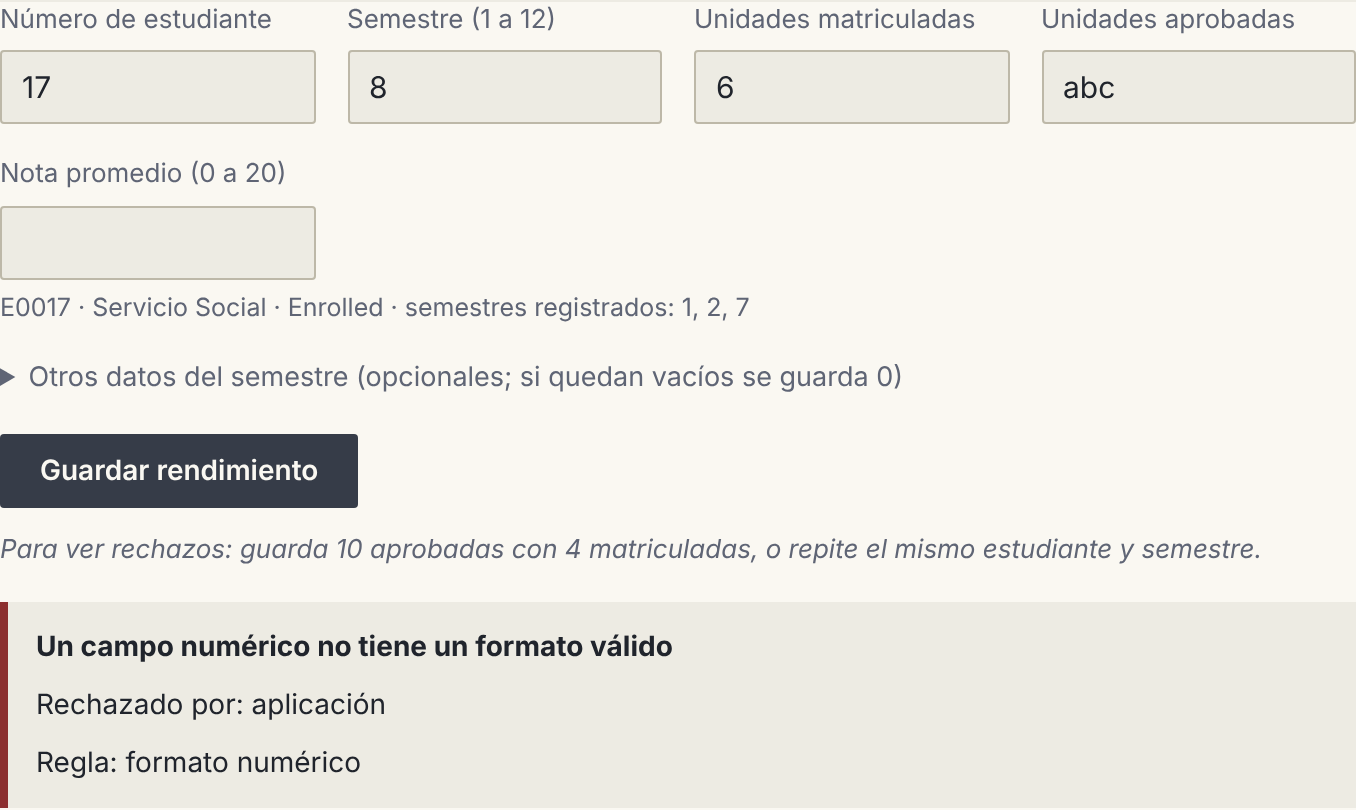 Número de estudiante Semestre (1 a 12) Unidades matriculadas Unidades aprobadas
17 8 6 abc
Nota promedio (0 a 20)
E0017 · Servicio Social · Enrolled · semestres registrados: 1, 2, 7
Otros datos del semestre (opcionales; si quedan vacíos se guarda 0)
Guardar rendimiento
Para ver rechazos: guarda 10 aprobadas con 4 matriculadas, o repite el mismo estudiante y semestre.
Un campo numérico no tiene un formato válido
Rechazado por: aplicación
Regla: formato numérico